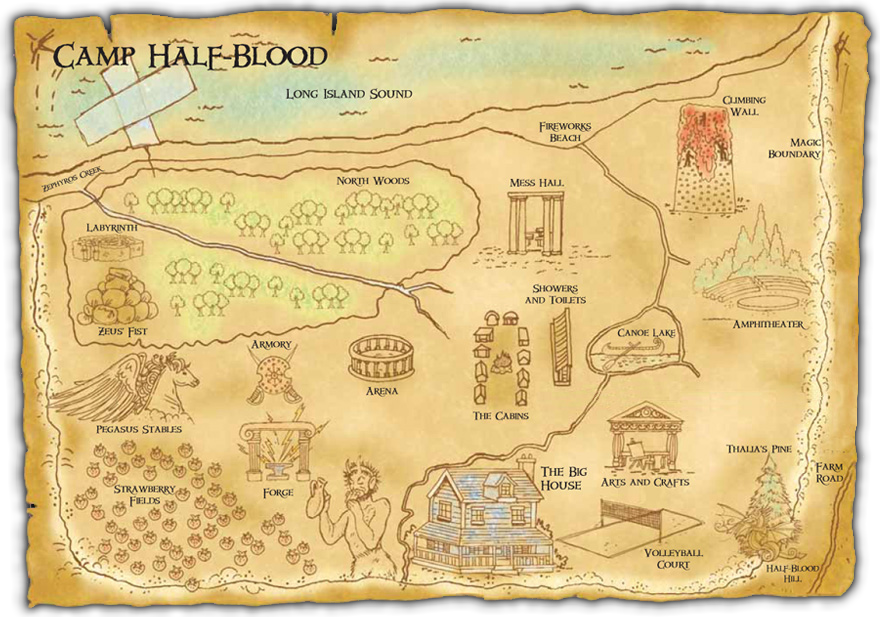 Camp Half-Blood
Long Island Sound
Climbing
Wall
Fireworks
Beach
Magic
Boundary
Zephyros Creek
North Woods
Mess Hall
Labyrinth
Showers
and Toilets
Zeus' Fist
Canoe Lake
Amphitheater
Armory
Arena
The Cabins
Pegasus Stables
Thalia's Pine
Farm
Road
The Big
House
Arts and Crafts
Strawberry
Fields
Forge
Volleyball
Court
Half-Blood
Hill